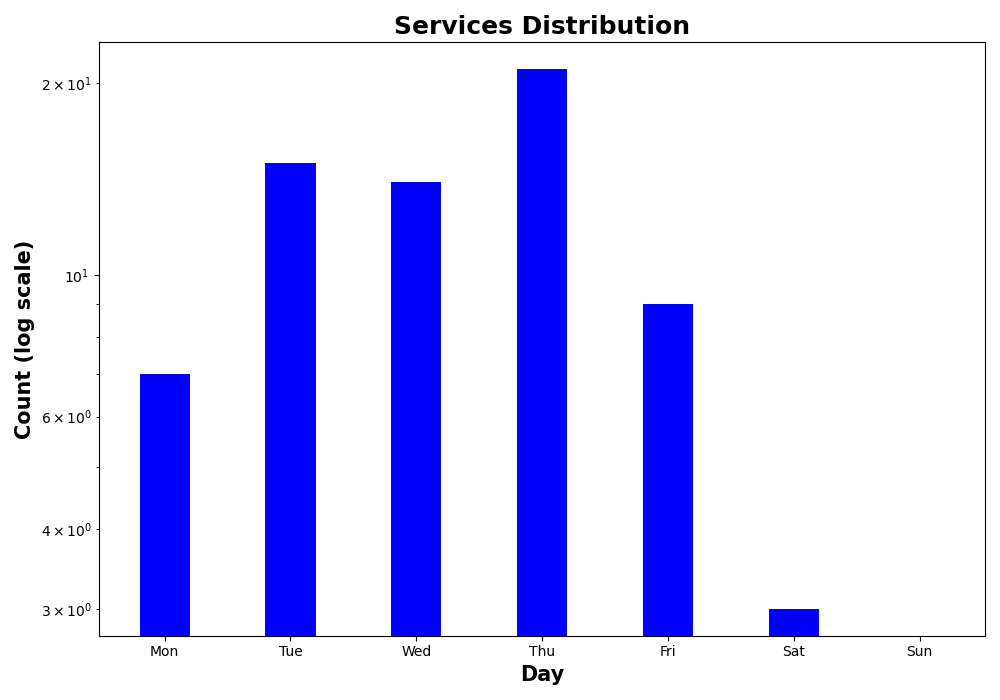 Services Distribution
Count (log scale)
2 × 10¹
10¹
6 × 10⁰
4 × 10⁰
3 × 10⁰
Mon Tue Wed Thu Fri Sat Sun
Day